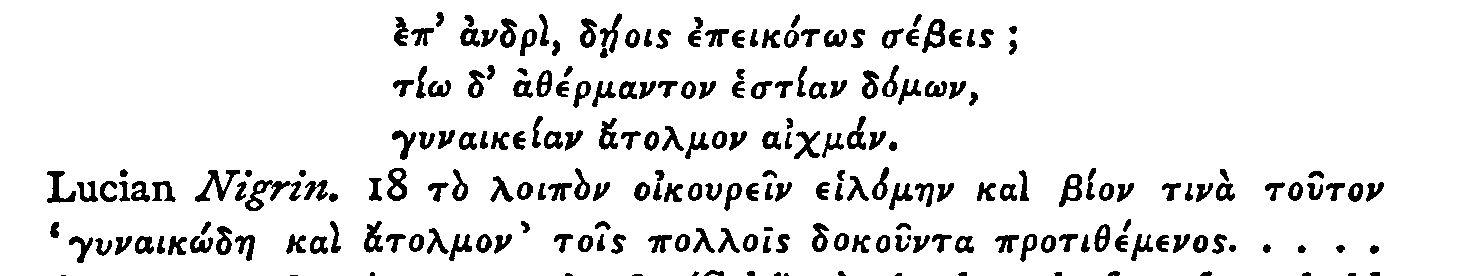 ἐπ’ ἀνδρὶ, δῄοις ἐπεικότως σέβεις ;
τίω δ’ ἀθέρμαντον ἑστίαν δόμων,
γυναικείαν ἄτολμον αἰχμάν.
Lucian Nigrin. 18 τὸ λοιπὸν οἰκουρεῖν εἱλόμην καὶ βίον τινὰ τοῦτον
‘γυναικώδη καὶ ἄτολμον’ τοῖς πολλοῖς δοκοῦντα προτιθέμενος. . . . .